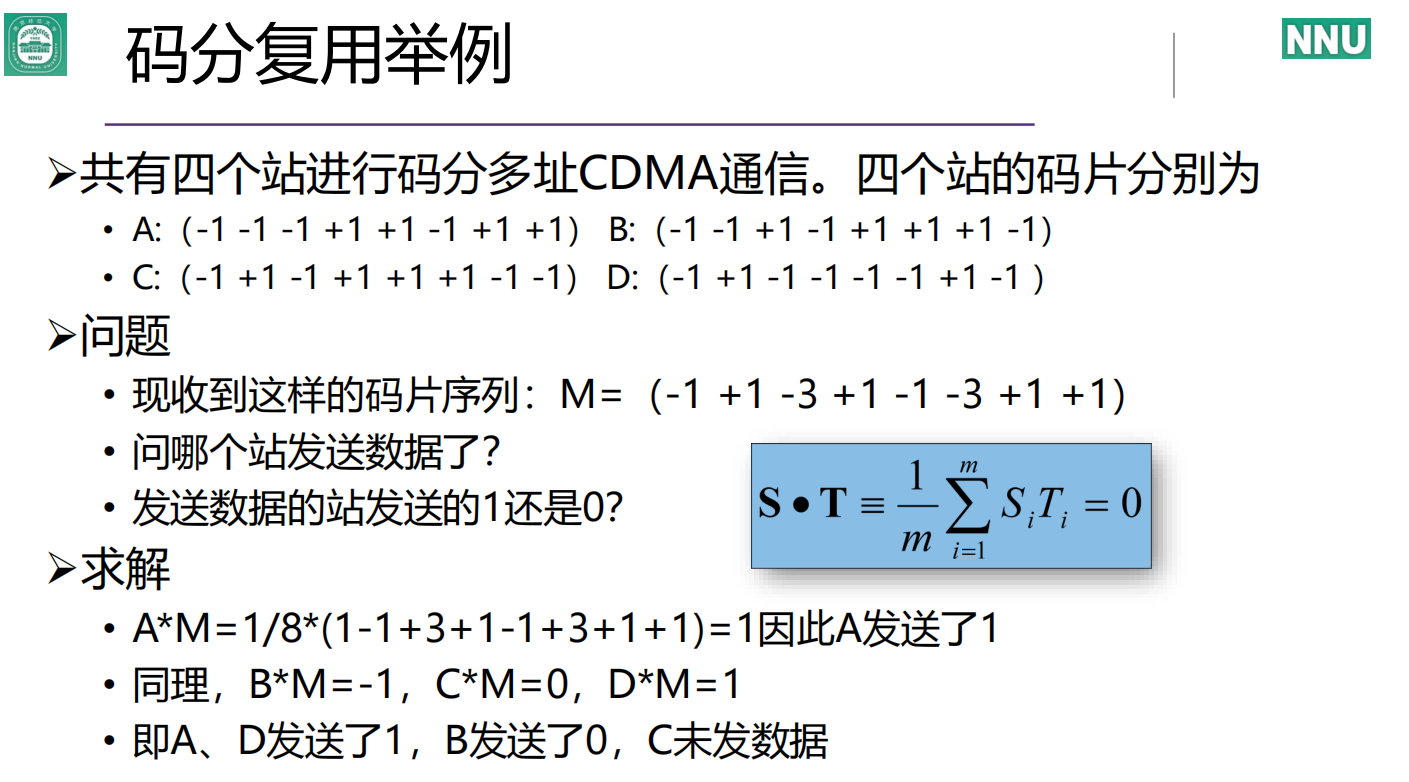 码分复用举例
NNU
NNU
➢共有四个站进行码分多址CDMA通信。四个站的码片分别为
• A:（-1 -1 -1 +1 +1 -1 +1 +1） B:（-1 -1 +1 -1 +1 +1 +1 -1）
• C:（-1 +1 -1 +1 +1 +1 -1 -1） D:（-1 +1 -1 -1 -1 -1 +1 -1 ）
➢问题
• 现收到这样的码片序列：M=（-1 +1 -3 +1 -1 -3 +1 +1）
• 问哪个站发送数据了？
• 发送数据的站发送的1还是0？
S • T ≡ 1/m ∑_{i=1}^{m} S_i T_i = 0
➢求解
• A*M=1/8*(1-1+3+1-1+3+1+1)=1因此A发送了1
• 同理，B*M=-1，C*M=0，D*M=1
• 即A、D发送了1，B发送了0，C未发数据